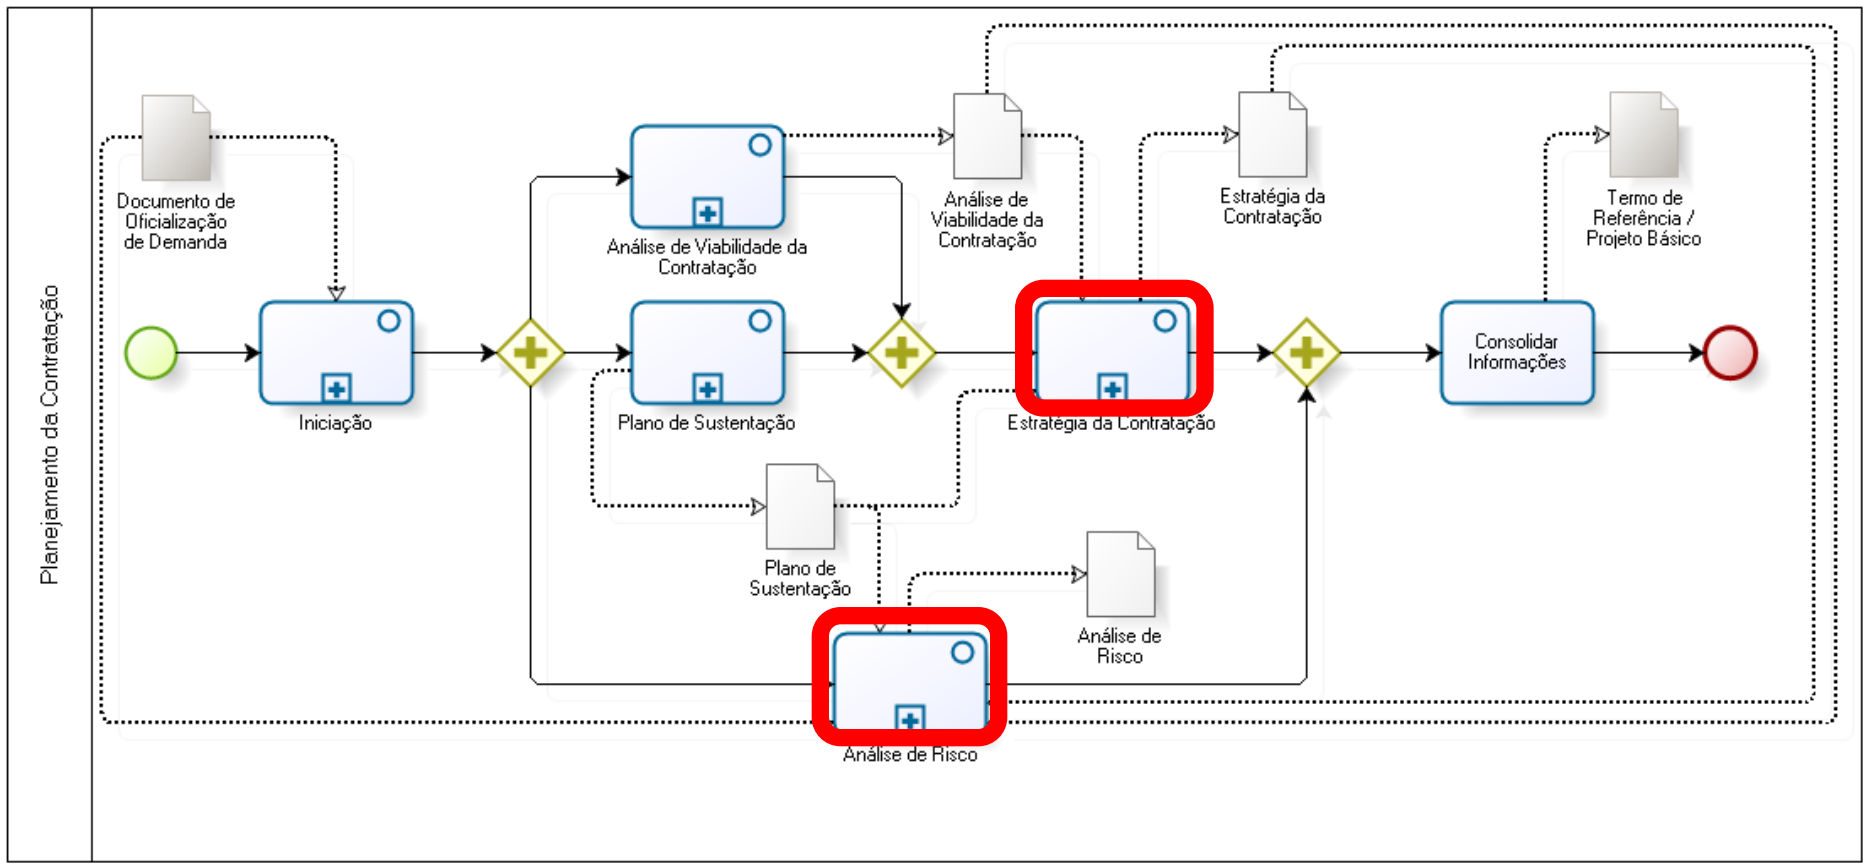 Planejamento da Contratação
Documento de
Oficialização
de Demanda
Iniciação
Análise de Viabilidade da
Contratação
Plano de Sustentação
Análise de
Viabilidade da
Contratação
Estratégia da
Contratação
Termo de
Referência /
Projeto Básico
Estratégia da Contratação
Consolidar
Informações
Plano de
Sustentação
Análise de
Risco
Análise de Risco